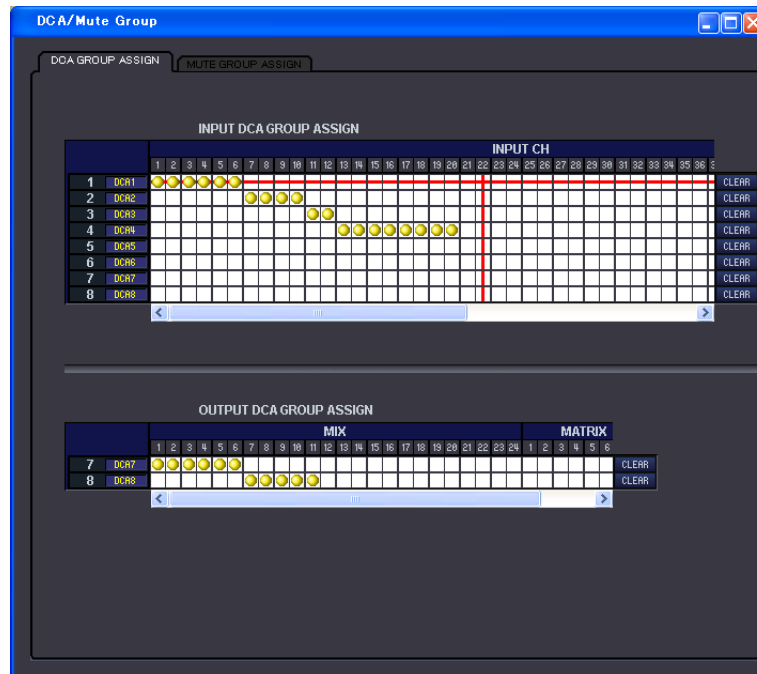 DCA/Mute Group
DCA GROUP ASSIGN MUTE GROUP ASSIGN
INPUT DCA GROUP ASSIGN
INPUT CH
1 2 3 4 5 6 7 8 9 10 11 12 13 14 15 16 17 18 19 20 21 22 23 24 25 26 27 28 29 30 31 32 33 34 35 36
1 DCA1 CLEAR
2 DCA2 CLEAR
3 DCA3 CLEAR
4 DCA4 CLEAR
5 DCA5 CLEAR
6 DCA6 CLEAR
7 DCA7 CLEAR
8 DCA8 CLEAR
OUTPUT DCA GROUP ASSIGN
MIX MATRIX
1 2 3 4 5 6 7 8 9 10 11 12 13 14 15 16 17 18 19 20 21 22 23 24 1 2 3 4 5 6
7 DCA7 CLEAR
8 DCA8 CLEAR